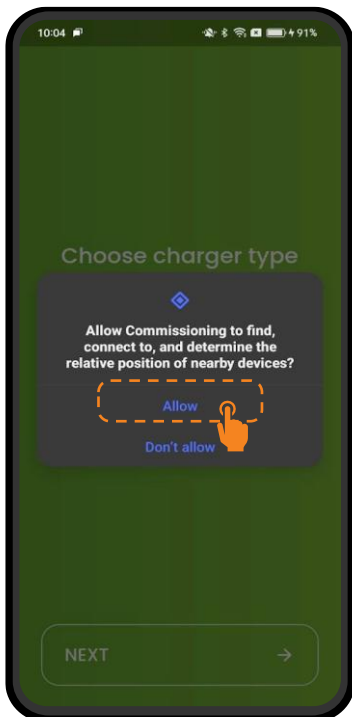 10:04 91%
Choose charger type
Allow Commissioning to find,
connect to, and determine the
relative position of nearby devices?
Allow
Don't allow
NEXT